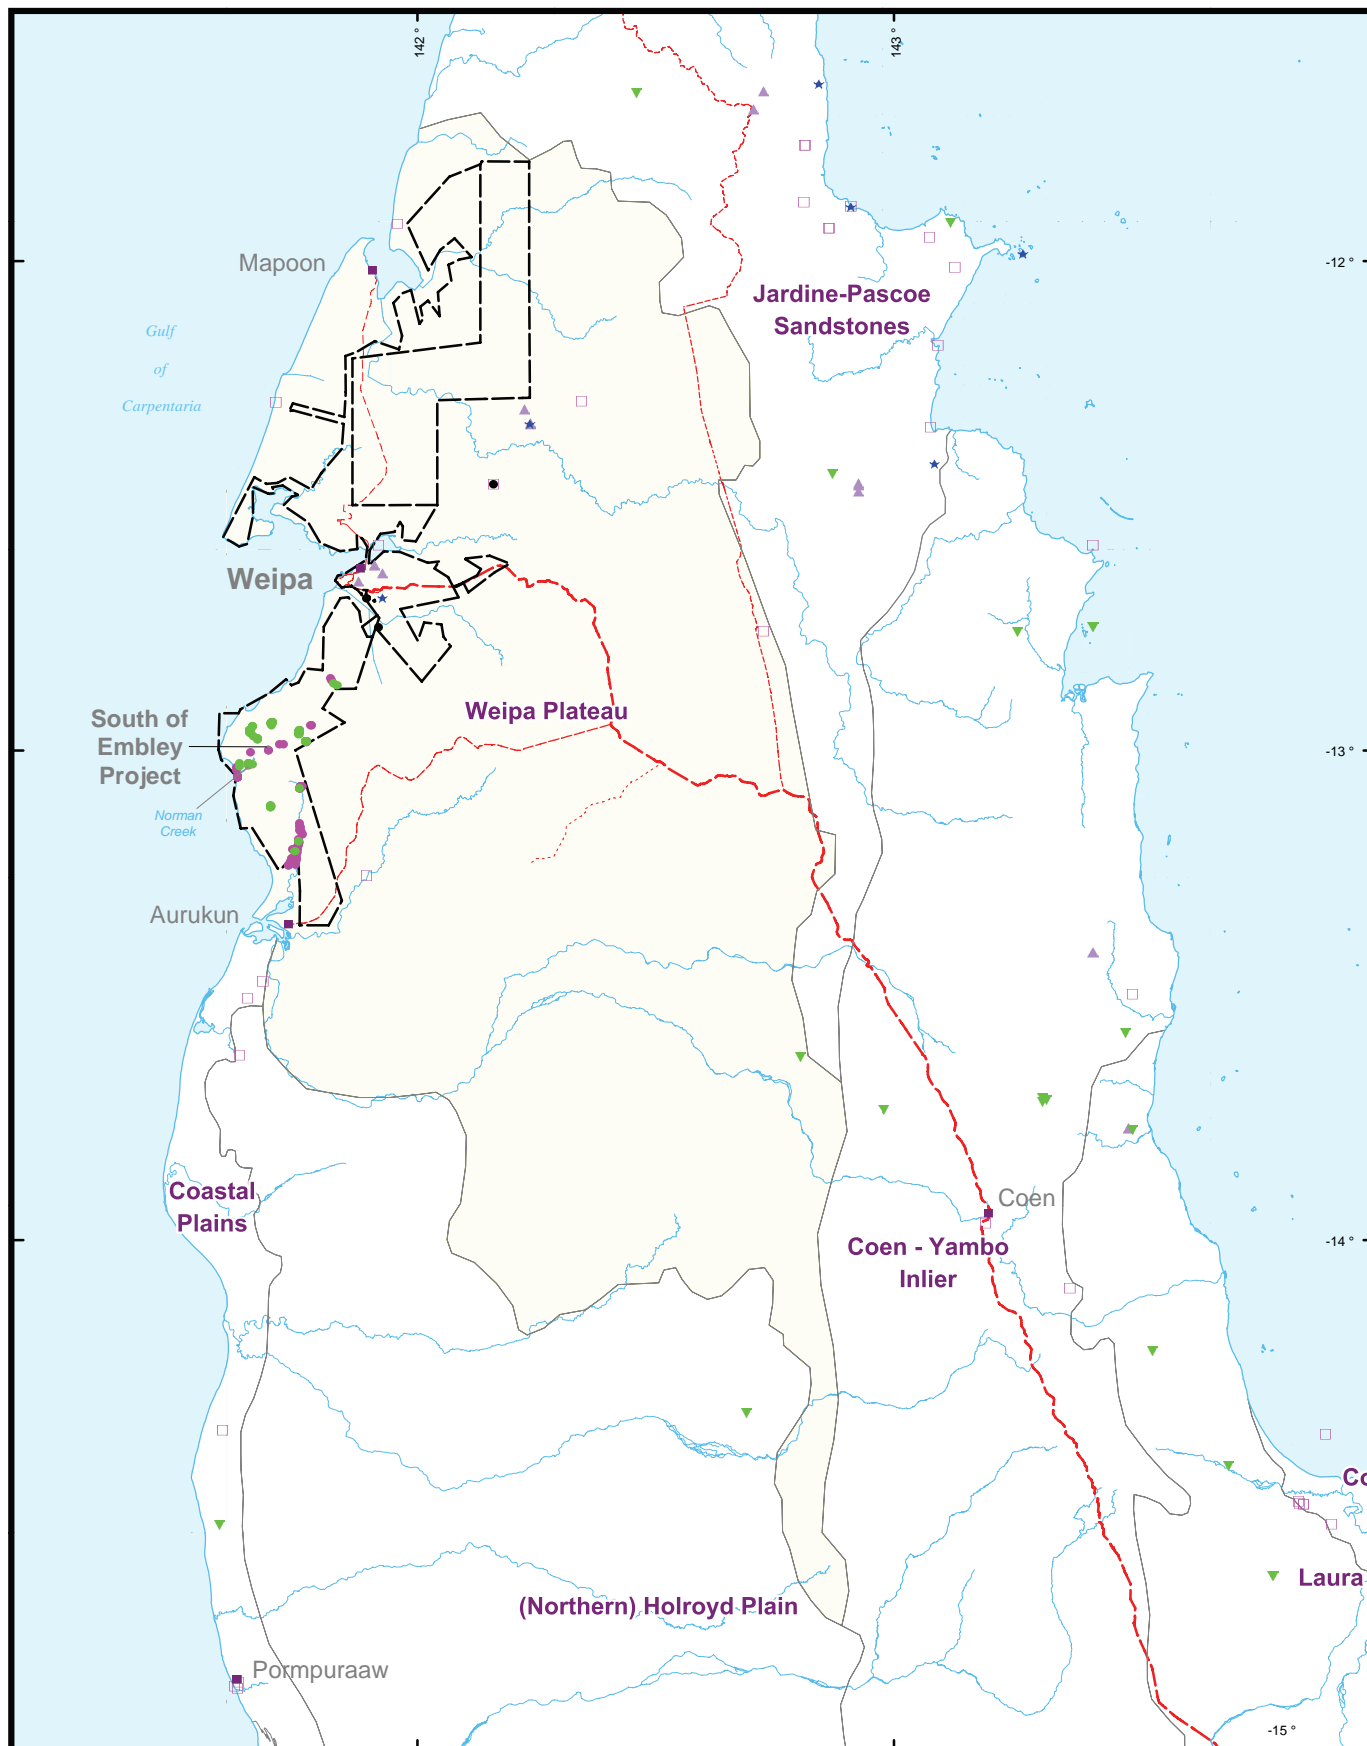 142 °
143 °
Mapoon
-12 °
Jardine-Pascoe
Sandstones
Gulf
of
Carpentaria
Weipa
South of
Embley
Project
Weipa Plateau
-13 °
Norman
Creek
Aurukun
Coastal
Plains
Coen
-14 °
Coen - Yambo
Inlier
Co
Laura
(Northern) Holroyd Plain
Pormpuraaw
-15 °